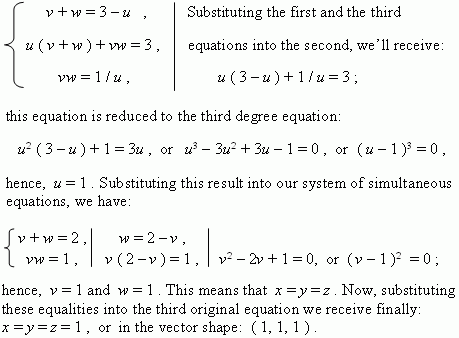 v + w = 3 – u , Substituting the first and the third
u ( v + w ) + vw = 3 , equations into the second, we’ll receive:
vw = 1 / u , u ( 3 – u ) + 1 / u = 3 ;
this equation is reduced to the third degree equation:
u² ( 3 – u ) + 1 = 3u , or u³ – 3u² + 3u – 1 = 0 , or ( u – 1 )³ = 0 ,
hence, u = 1 . Substituting this result into our system of simultaneous
equations, we have:
v + w = 2 , | w = 2 – v , |
vw = 1 , | v ( 2 – v ) = 1 , | v² – 2v + 1 = 0, or ( v – 1 )² = 0 ;
hence, v = 1 and w = 1 . This means that x = y = z . Now, substituting
these equalities into the third original equation we receive finally:
x = y = z = 1 , or in the vector shape: ( 1, 1, 1 ) .